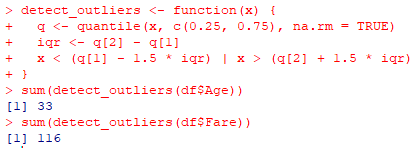 > detect_outliers <- function(x) {
+   q <- quantile(x, c(0.25, 0.75), na.rm = TRUE)
+   iqr <- q[2] - q[1]
+   x < (q[1] - 1.5 * iqr) | x > (q[2] + 1.5 * iqr)
+ }
> sum(detect_outliers(df$Age))
[1] 33
> sum(detect_outliers(df$Fare))
[1] 116